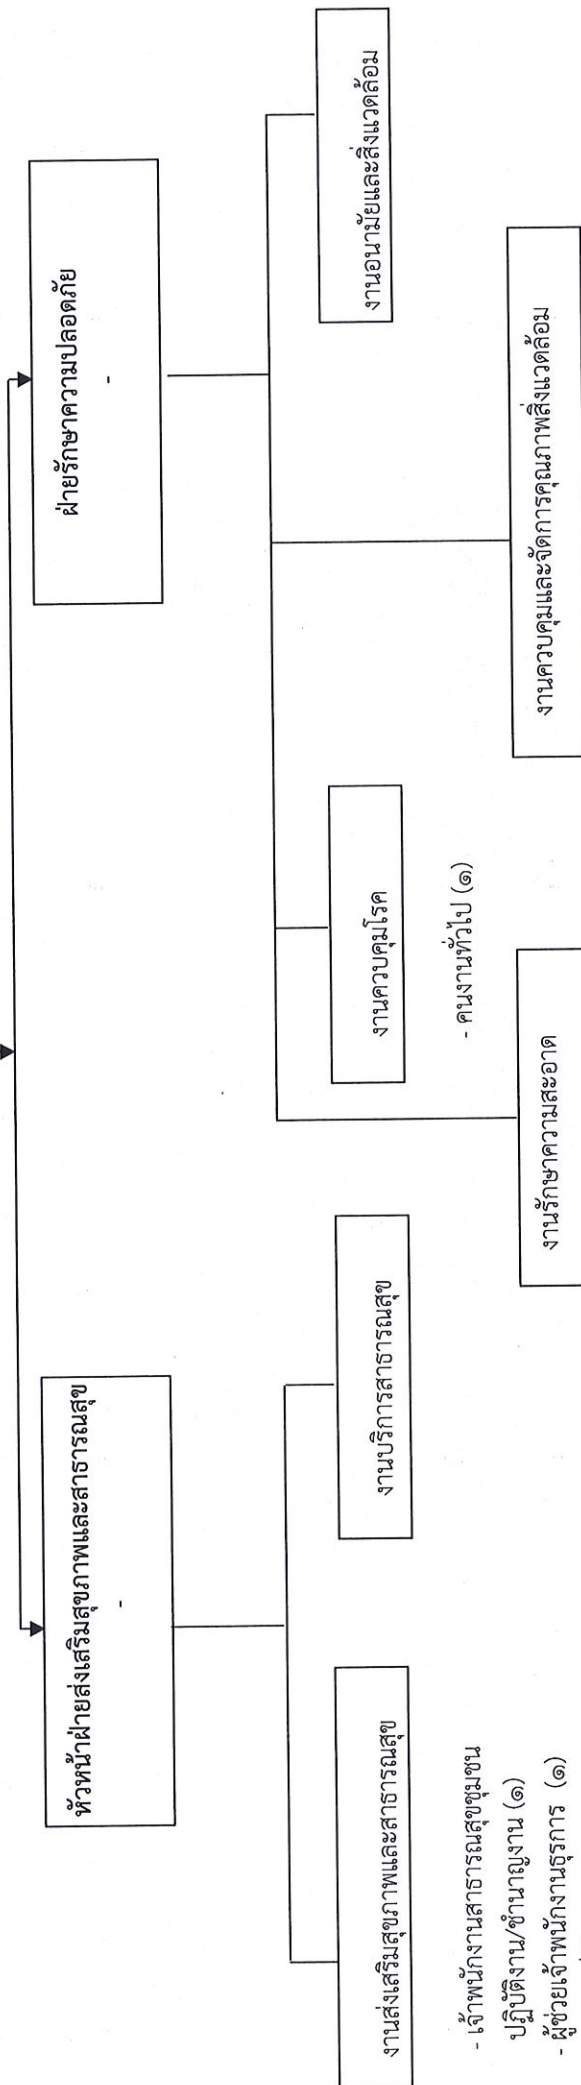 หัวหน้าฝ่ายส่งเสริมสุขภาพและสาธารณสุข
-
ฝ่ายรักษาความปลอดภัย
-
งานส่งเสริมสุขภาพและสาธารณสุข
งานบริการสาธารณสุข
งานควบคุมโรค
งานอนามัยและสิ่งแวดล้อม
- เจ้าพนักงานสาธารณสุขชุมชน
ปฏิบัติงาน/ชำนาญงาน (๑)
- ผู้ช่วยเจ้าพนักงานธุรการ (๑)
- คนงานทั่วไป (๑)
งานรักษาความสะอาด
งานควบคุมและจัดการคุณภาพสิ่งแวดล้อม